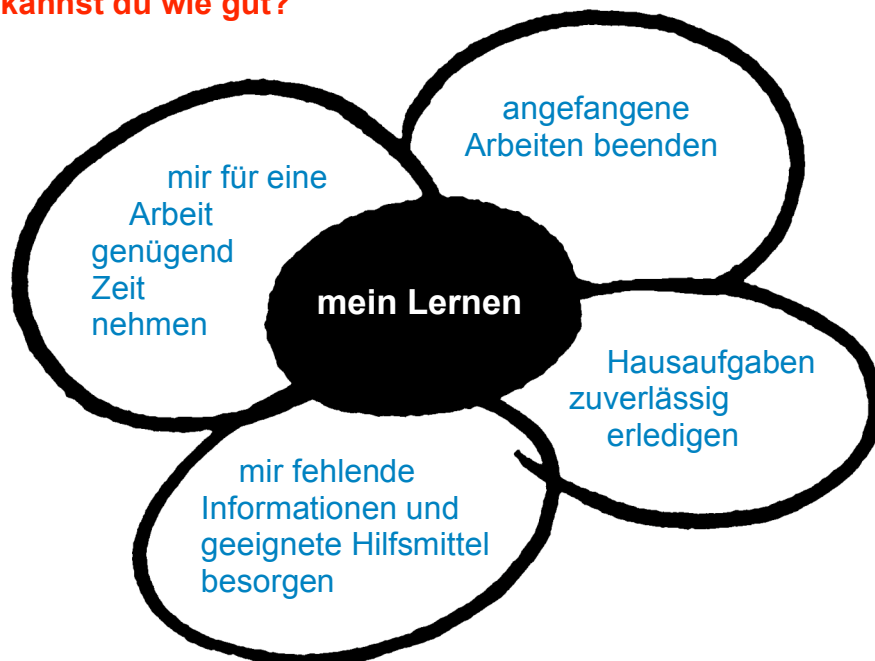 kannst du wie gut?
angefangene
Arbeiten beenden
mir für eine
Arbeit
genügend
Zeit
nehmen
mein Lernen
Hausaufgaben
zuverlässig
erledigen
mir fehlende
Informationen und
geeignete Hilfsmittel
besorgen